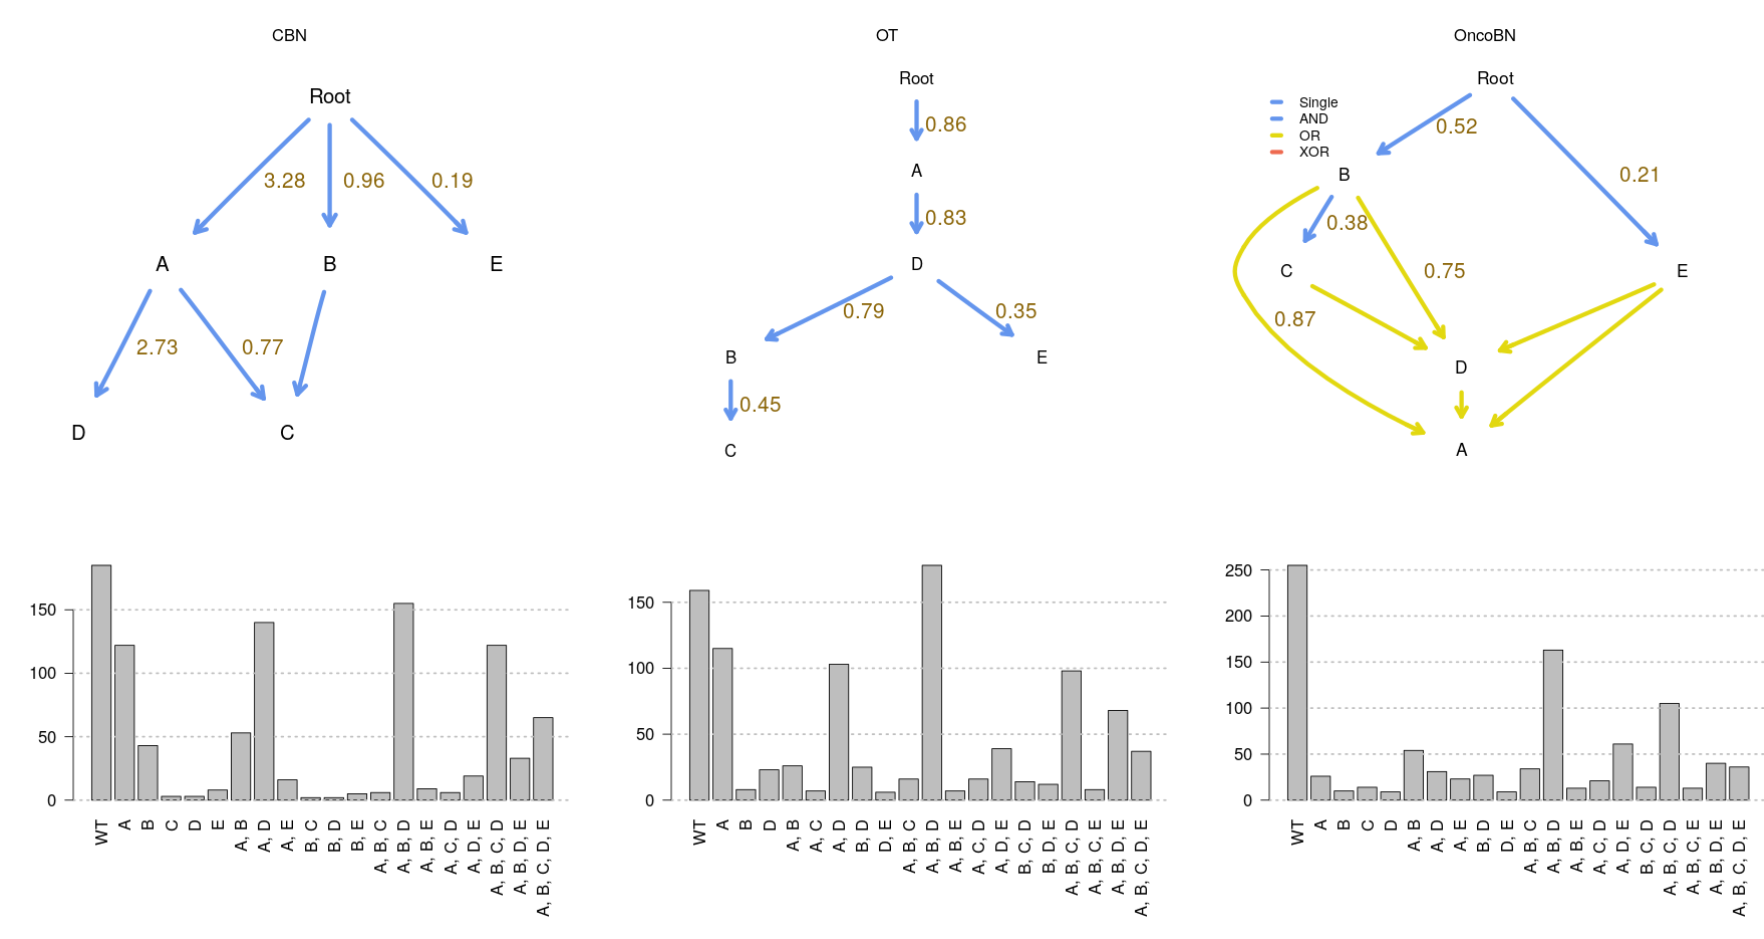 CBN
Root
3.28
0.96
0.19
A
B
E
2.73
0.77
D
C
OT
Root
0.86
A
0.83
D
0.79
0.35
B
E
0.45
C
OncoBN
Root
Single
AND
OR
XOR
0.52
0.21
B
0.38
C
0.75
E
0.87
D
A
150
100
50
0
WT
A
B
C
D
E
A, B
A, D
A, E
B, C
B, D
B, E
A, B, C
A, B, D
A, B, E
A, C, D
A, D, E
A, B, C, D
A, B, D, E
A, B, C, D, E
150
100
50
0
WT
A
B
D
A, B
A, C
A, D
B, D
D, E
A, B, C
A, B, D
A, B, E
A, C, D
A, D, E
B, C, D
B, D, E
A, B, C, D
A, B, C, E
A, B, D, E
A, B, C, D, E
250
200
150
100
50
0
WT
A
B
C
D
A, B
A, D
A, E
B, D
D, E
A, B, C
A, B, D
A, B, E
A, C, D
A, D, E
B, C, D
A, B, C, D
A, B, C, E
A, B, D, E
A, B, C, D, E